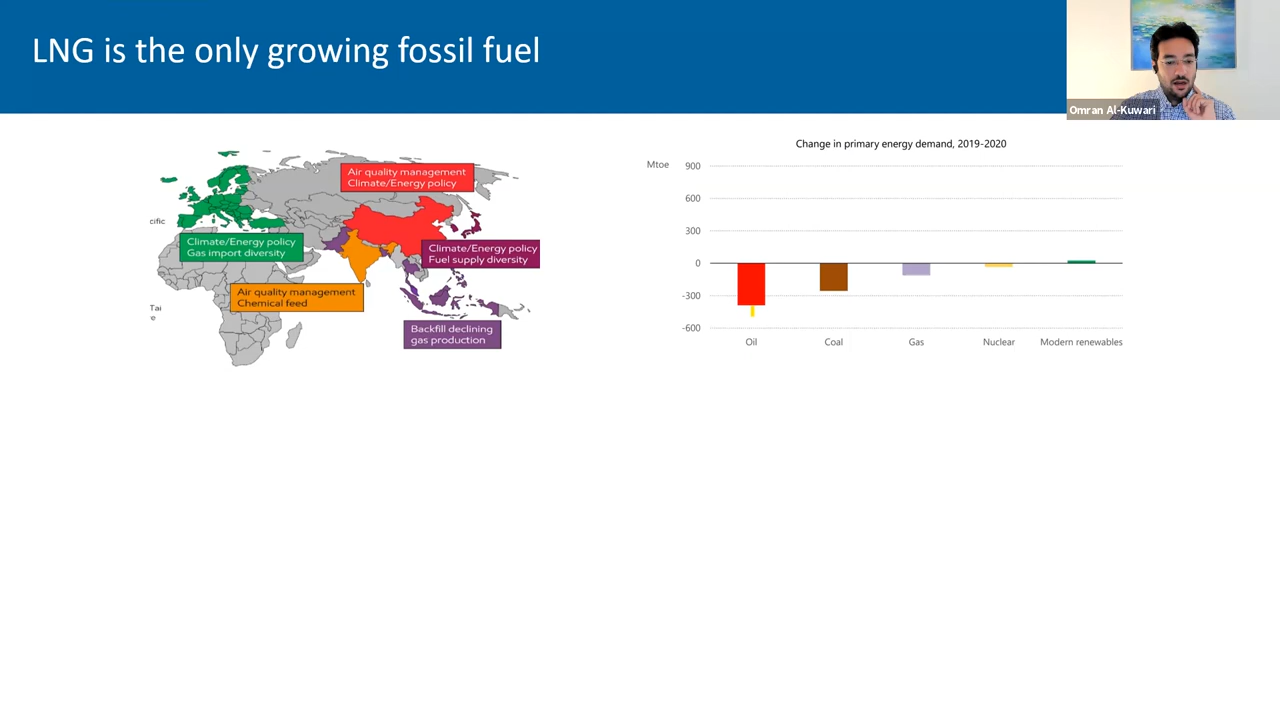 LNG is the only growing fossil fuel
Omran Al-Kuwari
Air quality management
Climate/Energy policy
cific
Climate/Energy policy
Gas import diversity
Climate/Energy policy
Fuel supply diversity
Air quality management
Chemical feed
Tai
e
Backfill declining
gas production
Change in primary energy demand, 2019-2020
Mtoe
900
600
300
0
-300
-600
Oil
Coal
Gas
Nuclear
Modern renewables